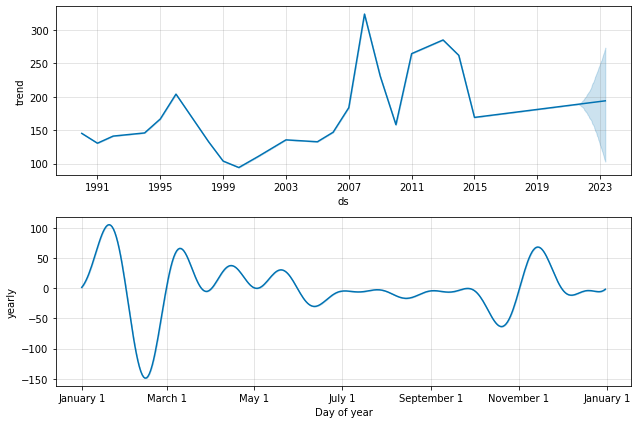 300
250
200
150
100
trend
1991
1995
1999
2003
2007
2011
2015
2019
2023
ds
100
50
0
−50
−100
−150
yearly
January 1
March 1
May 1
July 1
September 1
November 1
January 1
Day of year